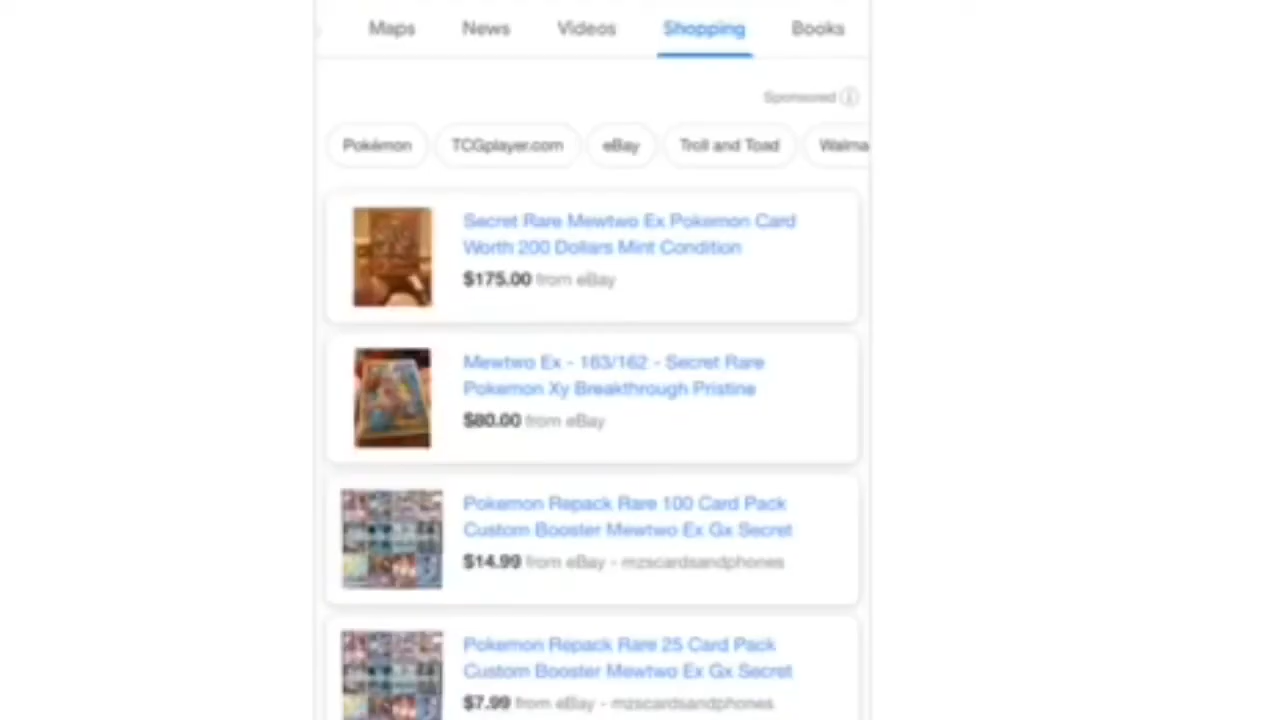 Maps News Videos Shopping Books
Sponsored
Pokémon TCGplayer.com eBay Troll and Toad Walma
Secret Rare Mewtwo Ex Pokemon Card
Worth 200 Dollars Mint Condition
$175.00 from eBay
Mewtwo Ex - 163/162 - Secret Rare
Pokemon Xy Breakthrough Pristine
$80.00 from eBay
Pokemon Repack Rare 100 Card Pack
Custom Booster Mewtwo Ex Gx Secret
$14.99 from eBay - mzscardsandphones
Pokemon Repack Rare 25 Card Pack
Custom Booster Mewtwo Ex Gx Secret
$7.99 from eBay - mzscardsandphones